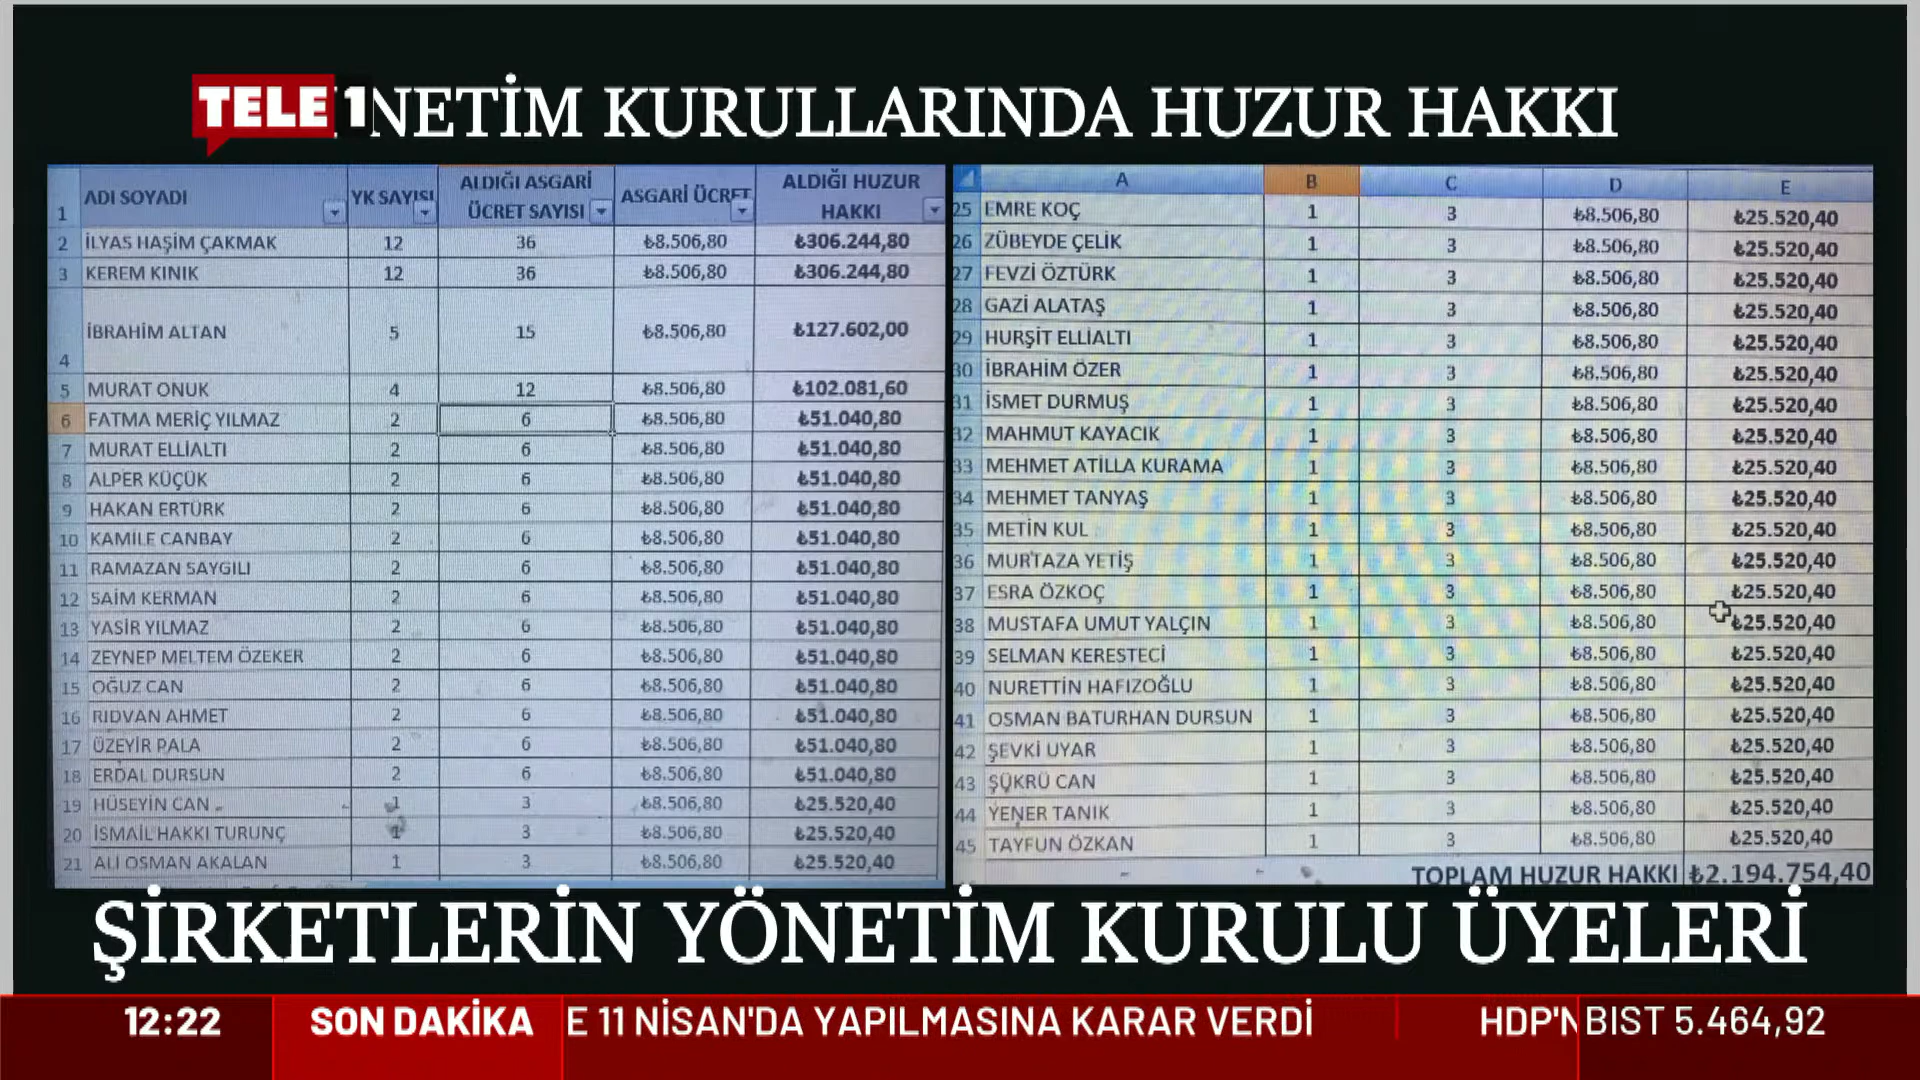 TELE 1
NETİM KURULLARINDA HUZUR HAKKI
1 ADI SOYADI YK SAYISI ALDIĞI ASGARİ ÜCRET SAYISI ASGARİ ÜCRET ALDIĞI HUZUR HAKKI
2 İLYAS HAŞİM ÇAKMAK 12 36 ₺8.506,80 ₺306.244,80
3 KEREM KINIK 12 36 ₺8.506,80 ₺306.244,80
4 İBRAHİM ALTAN 5 15 ₺8.506,80 ₺127.602,00
5 MURAT ONUK 4 12 ₺8.506,80 ₺102.081,60
6 FATMA MERİÇ YILMAZ 2 6 ₺8.506,80 ₺51.040,80
7 MURAT ELLİALTI 2 6 ₺8.506,80 ₺51.040,80
8 ALPER KÜÇÜK 2 6 ₺8.506,80 ₺51.040,80
9 HAKAN ERTÜRK 2 6 ₺8.506,80 ₺51.040,80
10 KAMİLE CANBAY 2 6 ₺8.506,80 ₺51.040,80
11 RAMAZAN SAYGILI 2 6 ₺8.506,80 ₺51.040,80
12 SAİM KERMAN 2 6 ₺8.506,80 ₺51.040,80
13 YASİR YILMAZ 2 6 ₺8.506,80 ₺51.040,80
14 ZEYNEP MELTEM ÖZEKER 2 6 ₺8.506,80 ₺51.040,80
15 OĞUZ CAN 2 6 ₺8.506,80 ₺51.040,80
16 RIDVAN AHMET 2 6 ₺8.506,80 ₺51.040,80
17 ÜZEYİR PALA 2 6 ₺8.506,80 ₺51.040,80
18 ERDAL DURSUN 2 6 ₺8.506,80 ₺51.040,80
19 HÜSEYİN CAN 1 3 ₺8.506,80 ₺25.520,40
20 İSMAİL HAKKI TURUNÇ 1 3 ₺8.506,80 ₺25.520,40
21 ALİ OSMAN AKALAN 1 3 ₺8.506,80 ₺25.520,40
A B C D E
25 EMRE KOÇ 1 3 ₺8.506,80 ₺25.520,40
26 ZÜBEYDE ÇELİK 1 3 ₺8.506,80 ₺25.520,40
27 FEVZİ ÖZTÜRK 1 3 ₺8.506,80 ₺25.520,40
28 GAZİ ALATAŞ 1 3 ₺8.506,80 ₺25.520,40
29 HURŞİT ELLİALTI 1 3 ₺8.506,80 ₺25.520,40
30 İBRAHİM ÖZER 1 3 ₺8.506,80 ₺25.520,40
31 İSMET DURMUŞ 1 3 ₺8.506,80 ₺25.520,40
32 MAHMUT KAYACIK 1 3 ₺8.506,80 ₺25.520,40
33 MEHMET ATİLLA KURAMA 1 3 ₺8.506,80 ₺25.520,40
34 MEHMET TANYAŞ 1 3 ₺8.506,80 ₺25.520,40
35 METİN KUL 1 3 ₺8.506,80 ₺25.520,40
36 MURTAZA YETİŞ 1 3 ₺8.506,80 ₺25.520,40
37 ESRA ÖZKOÇ 1 3 ₺8.506,80 ₺25.520,40
38 MUSTAFA UMUT YALÇIN 1 3 ₺8.506,80 ₺25.520,40
39 SELMAN KERESTECİ 1 3 ₺8.506,80 ₺25.520,40
40 NURETTİN HAFIZOĞLU 1 3 ₺8.506,80 ₺25.520,40
41 OSMAN BATURHAN DURSUN 1 3 ₺8.506,80 ₺25.520,40
42 ŞEVKİ UYAR 1 3 ₺8.506,80 ₺25.520,40
43 ŞÜKRÜ CAN 1 3 ₺8.506,80 ₺25.520,40
44 YENER TANIK 1 3 ₺8.506,80 ₺25.520,40
45 TAYFUN ÖZKAN 1 3 ₺8.506,80 ₺25.520,40
TOPLAM HUZUR HAKKI ₺2.194.754,40
ŞİRKETLERİN YÖNETİM KURULU ÜYELERİ
12:22 SON DAKİKA E 11 NİSAN'DA YAPILMASINA KARAR VERDİ HDP'N BIST 5.464,92